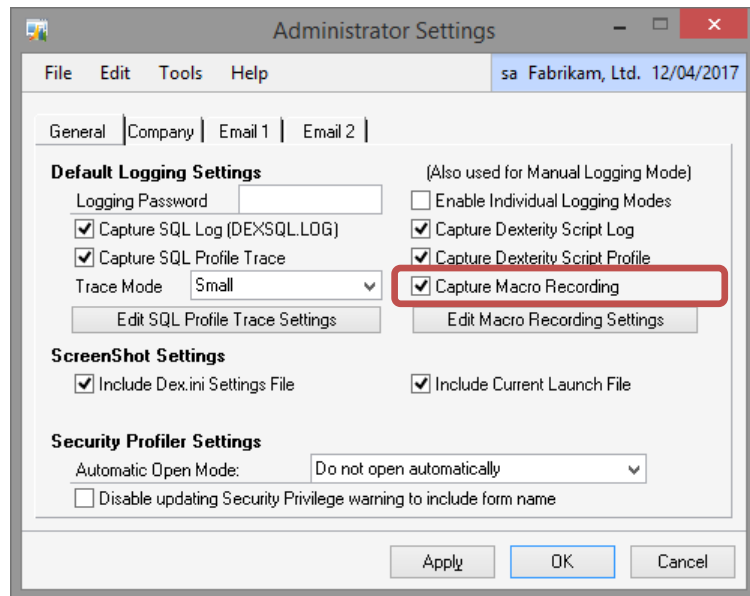 Administrator Settings
File Edit Tools Help sa Fabrikam, Ltd. 12/04/2017
General Company Email 1 Email 2
Default Logging Settings (Also used for Manual Logging Mode)
Logging Password Enable Individual Logging Modes
Capture SQL Log (DEXSQL.LOG) Capture Dexterity Script Log
Capture SQL Profile Trace Capture Dexterity Script Profile
Trace Mode Small Capture Macro Recording
Edit SQL Profile Trace Settings Edit Macro Recording Settings
ScreenShot Settings
Include Dex.ini Settings File Include Current Launch File
Security Profiler Settings
Automatic Open Mode: Do not open automatically
Disable updating Security Privilege warning to include form name
Apply OK Cancel